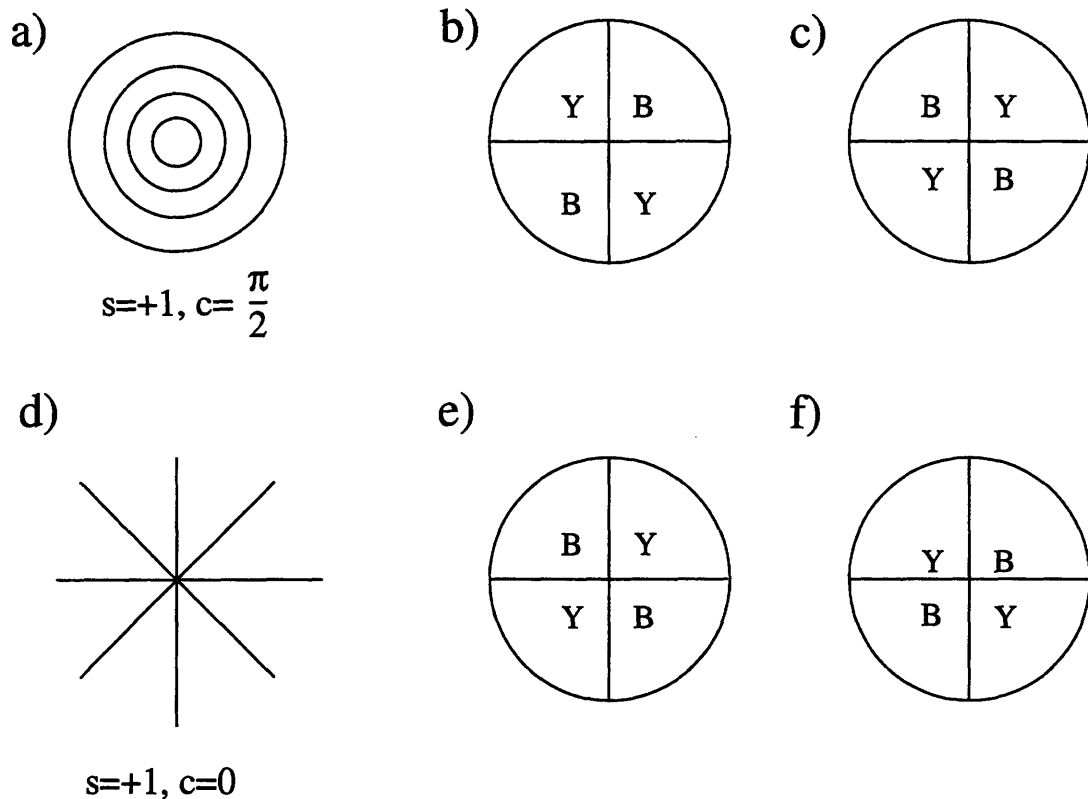 a)
b)
c)
Y B
B Y
B Y
Y B
s=+1, c= π/2
d)
e)
f)
B Y
Y B
Y B
B Y
s=+1, c=0